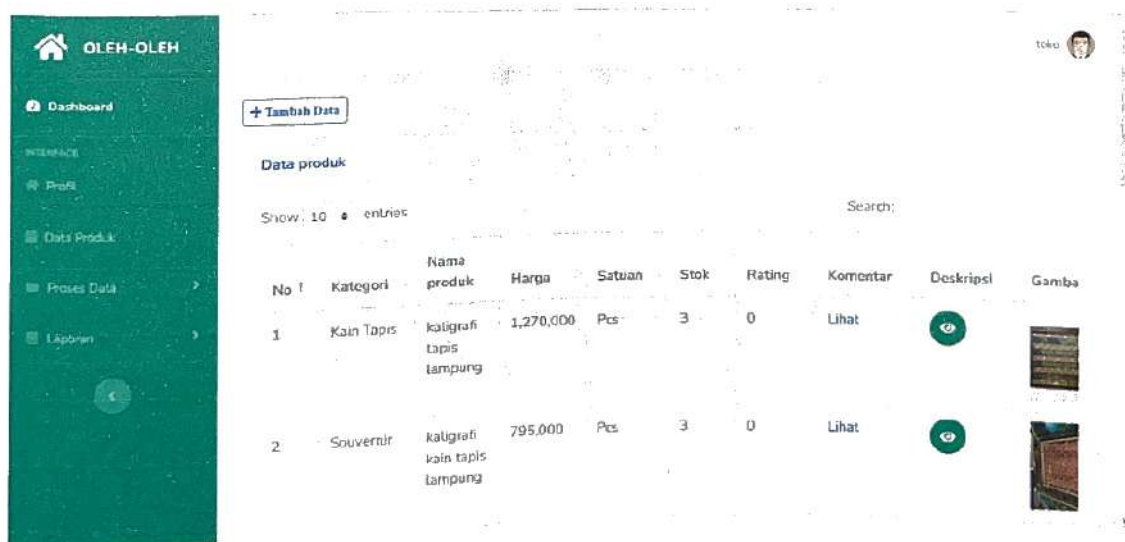 OLEH-OLEH
toko
Dashboard
+ Tambah Data
INTERFACE
Data produk
Profil
Show 10 entries
Search:
Data Produk
No Kategori Nama produk Harga Satuan Stok Rating Komentar Deskripsi Gamba
Proses Data
1 Kain Tapis kaligrafi 1,270,000 Pcs 3 0 Lihat
tapis
lampung
Laporan
2 Souvernir kaligrafi 795,000 Pcs 3 0 Lihat
kain tapis
lampung